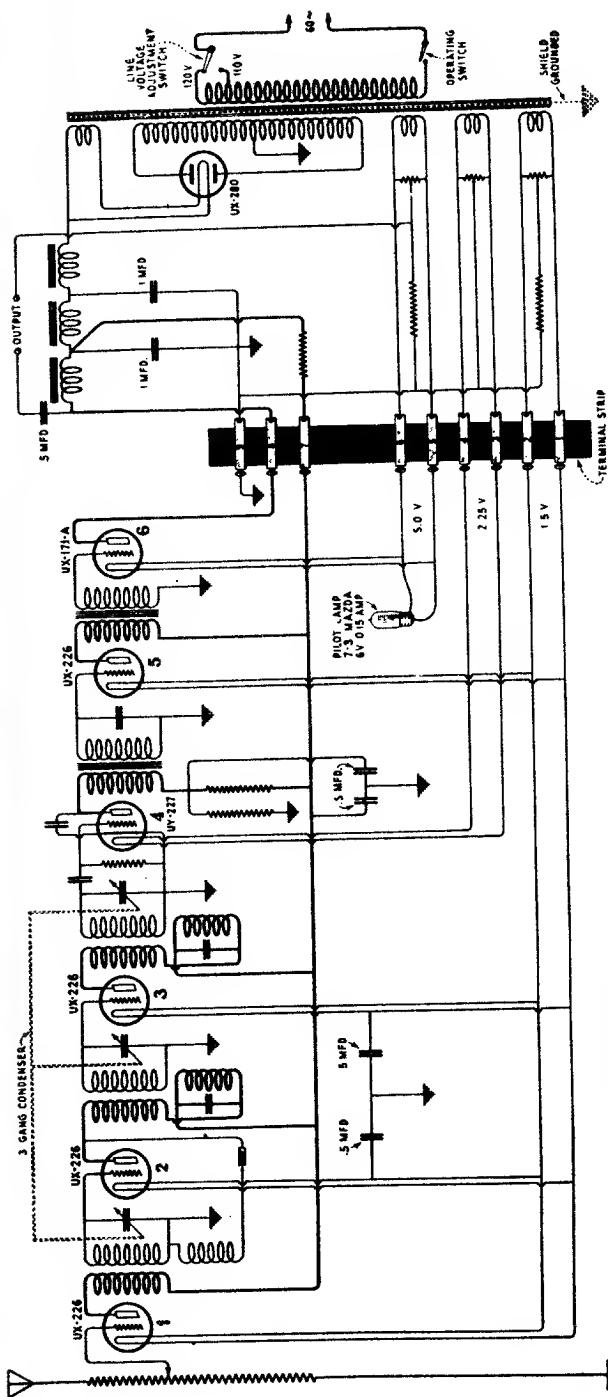 3 GANG CONDENSER
UX-226
1
UX-226
2
UX-226
3
UY-227
4
UX-226
5
UX-171-A
6
.5 MFD
5 MFD
.5 MFD.
PILOT LAMP
7-3 MAZDA
6V 0.15 AMP
5.0 V
2 25 V
1 5 V
TERMINAL STRIP
5 MFD
OUTPUT
1 MFD.
1 MFD
UX-280
LINE
VOLTAGE
ADJUSTMENT
SWITCH
120V
110 V
60~
OPERATING
SWITCH
SHIELD
GROUNDED